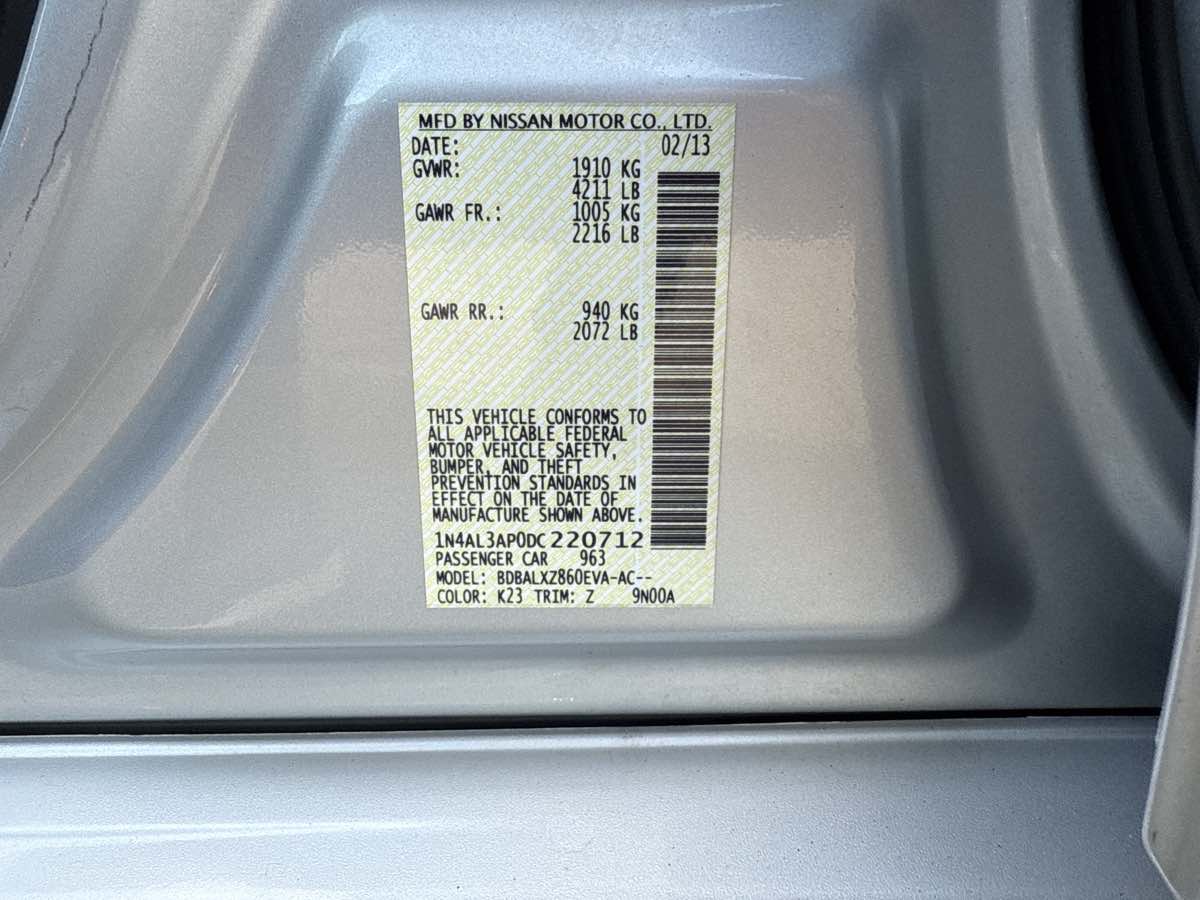 MFD BY NISSAN MOTOR CO., LTD.
DATE: 02/13
GVWR: 1910 KG
4211 LB
GAWR FR.: 1005 KG
2216 LB
GAWR RR.: 940 KG
2072 LB
THIS VEHICLE CONFORMS TO
ALL APPLICABLE FEDERAL
MOTOR VEHICLE SAFETY,
BUMPER, AND THEFT
PREVENTION STANDARDS IN
EFFECT ON THE DATE OF
MANUFACTURE SHOWN ABOVE.
1N4AL3AP0DC220712
PASSENGER CAR 963
MODEL: BDBALXZ860EVA-AC--
COLOR: K23 TRIM: Z 9N00A